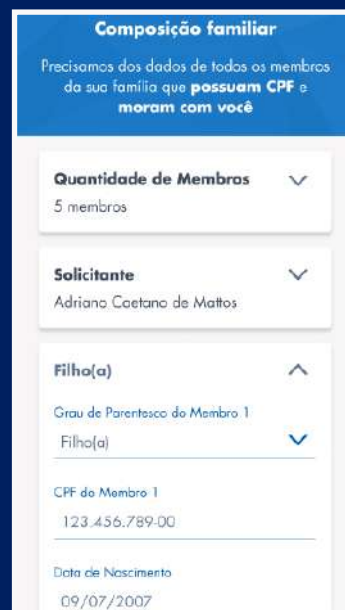 Composição familiar
Precisamos dos dados de todos os membros
da sua família que possuam CPF e
moram com você
Quantidade de Membros
5 membros
Solicitante
Adriano Caetano de Mattos
Filho(a)
Grau de Parentesco do Membro 1
Filho(a)
CPF do Membro 1
123.456.789-00
Data de Nascimento
09/07/2007